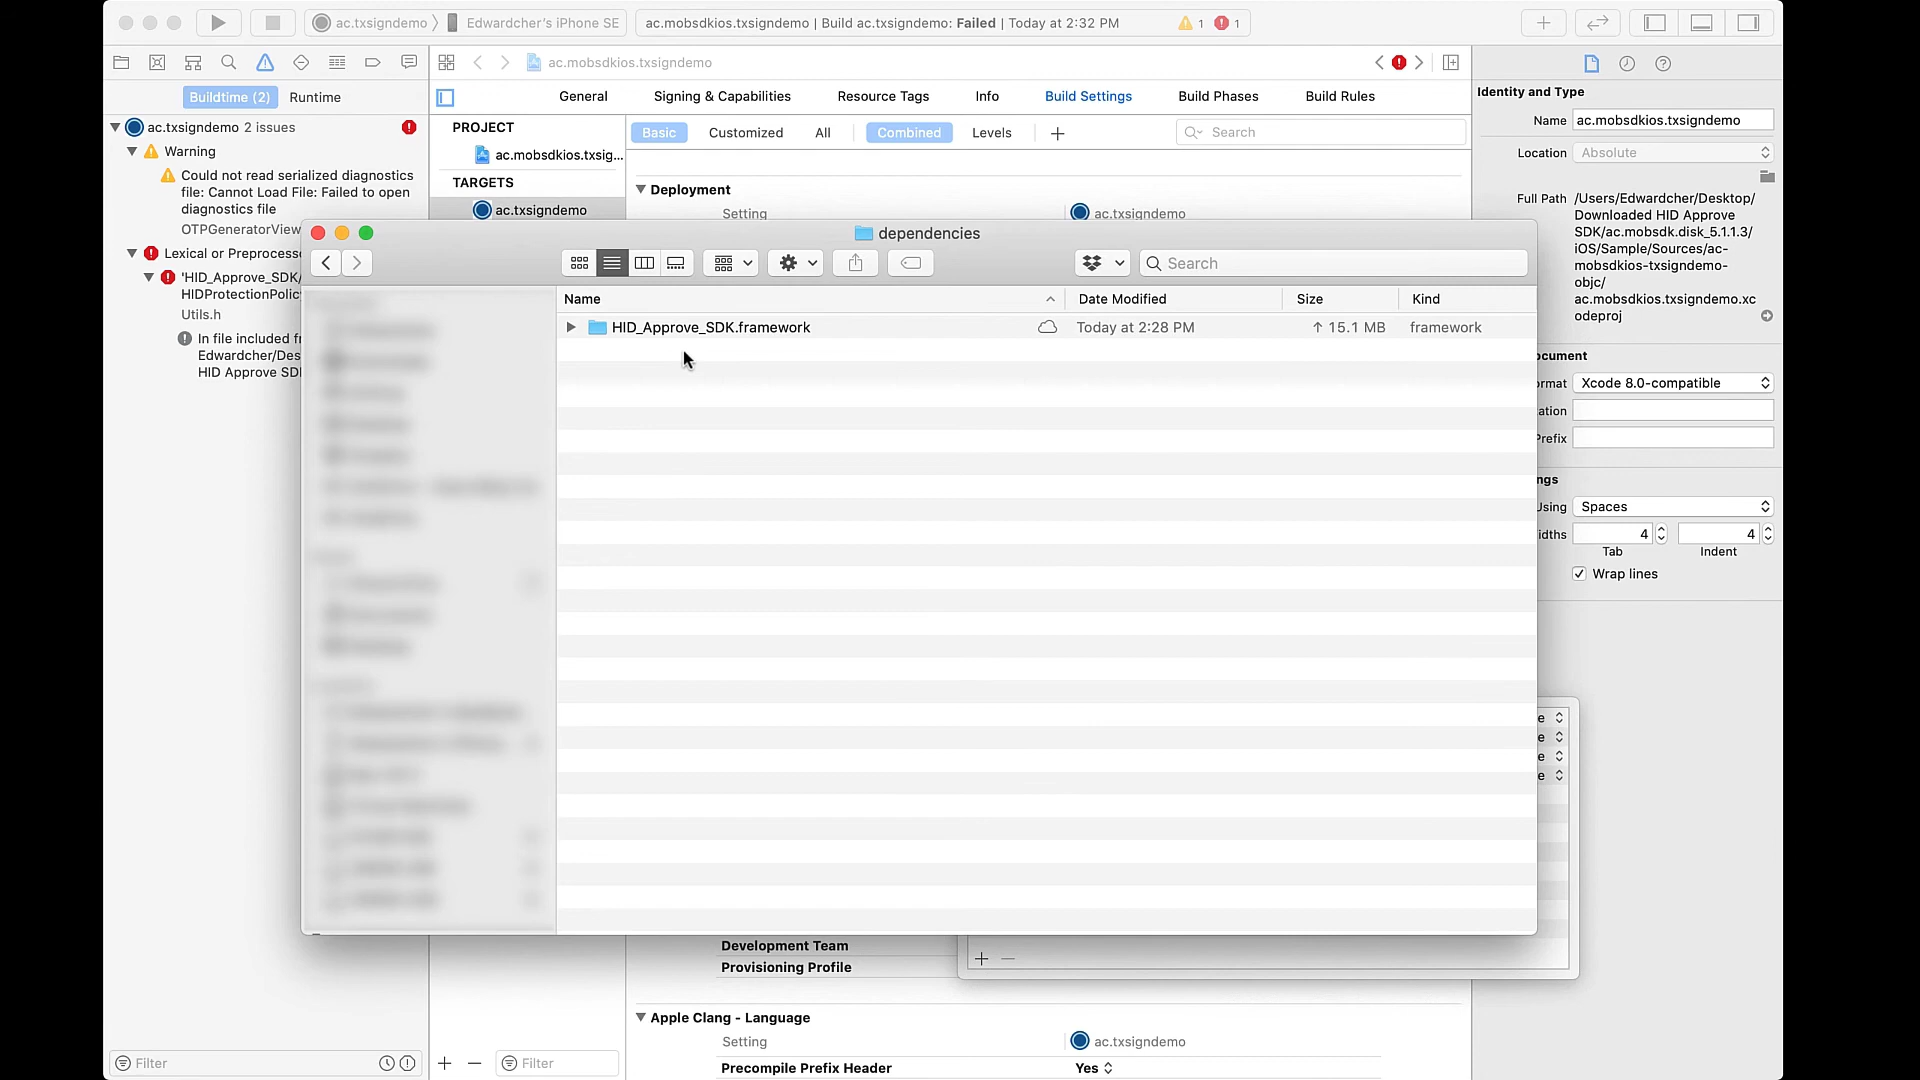 ac.txsigndemo
Edwardcher's iPhone SE
ac.mobsdkios.txsigndemo | Build ac.txsigndemo: Failed | Today at 2:32 PM
1
1
ac.mobsdkios.txsigndemo
Buildtime (2)
Runtime
ac.txsigndemo 2 issues
Warning
Could not read serialized diagnostics
file: Cannot Load File: Failed to open
diagnostics file
OTPGeneratorView
Lexical or Preprocess
'HID_Approve_SDK/
HIDProtectionPolic
Utils.h
In file included f
Edwardcher/Des
HID Approve SD
Filter
General
Signing & Capabilities
Resource Tags
Info
Build Settings
Build Phases
Build Rules
PROJECT
ac.mobsdkios.txsig...
TARGETS
ac.txsigndemo
Filter
Basic
Customized
All
Combined
Levels
Search
Deployment
Setting
ac.txsigndemo
dependencies
Search
Name
Date Modified
Size
Kind
HID_Approve_SDK.framework
Today at 2:28 PM
15.1 MB
framework
Development Team
Provisioning Profile
Apple Clang - Language
Setting
ac.txsigndemo
Precompile Prefix Header
Yes
Identity and Type
Name
ac.mobsdkios.txsigndemo
Location
Absolute
Full Path
/Users/Edwardcher/Desktop/
Downloaded HID Approve
SDK/ac.mobsdk.disk_5.1.1.3/
iOS/Sample/Sources/ac-
mobsdkios-txsigndemo-
objc/
ac.mobsdkios.txsigndemo.xc
odeproj
ocument
ormat
Xcode 8.0-compatible
ation
Prefix
ngs
Jsing
Spaces
idths
4
4
Tab
Indent
Wrap lines
e
e
e
e